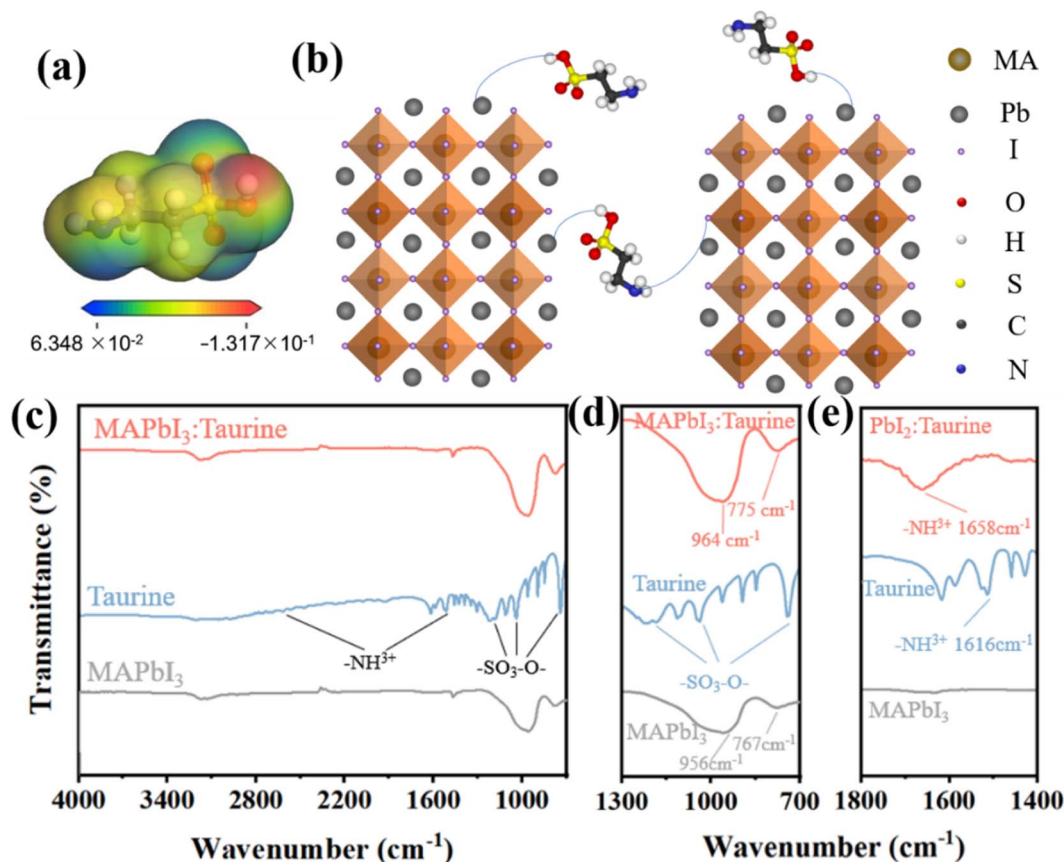 (a)
6.348 ×10⁻²
−1.317×10⁻¹
(b)
MA
Pb
I
O
H
S
C
N
(c)
MAPbI₃:Taurine
Taurine
-NH³⁺
-SO₃-O-
MAPbI₃
Transmittance (%)
4000 3400 2800 2200 1600 1000
Wavenumber (cm⁻¹)
(d)
MAPbI₃:Taurine
775 cm⁻¹
964 cm⁻¹
Taurine
-SO₃-O-
MAPbI₃
767cm⁻¹
956cm⁻¹
1300 1000 700
Wavenumber (cm⁻¹)
(e)
PbI₂:Taurine
-NH³⁺ 1658cm⁻¹
Taurine
-NH³⁺ 1616cm⁻¹
MAPbI₃
1800 1600 1400